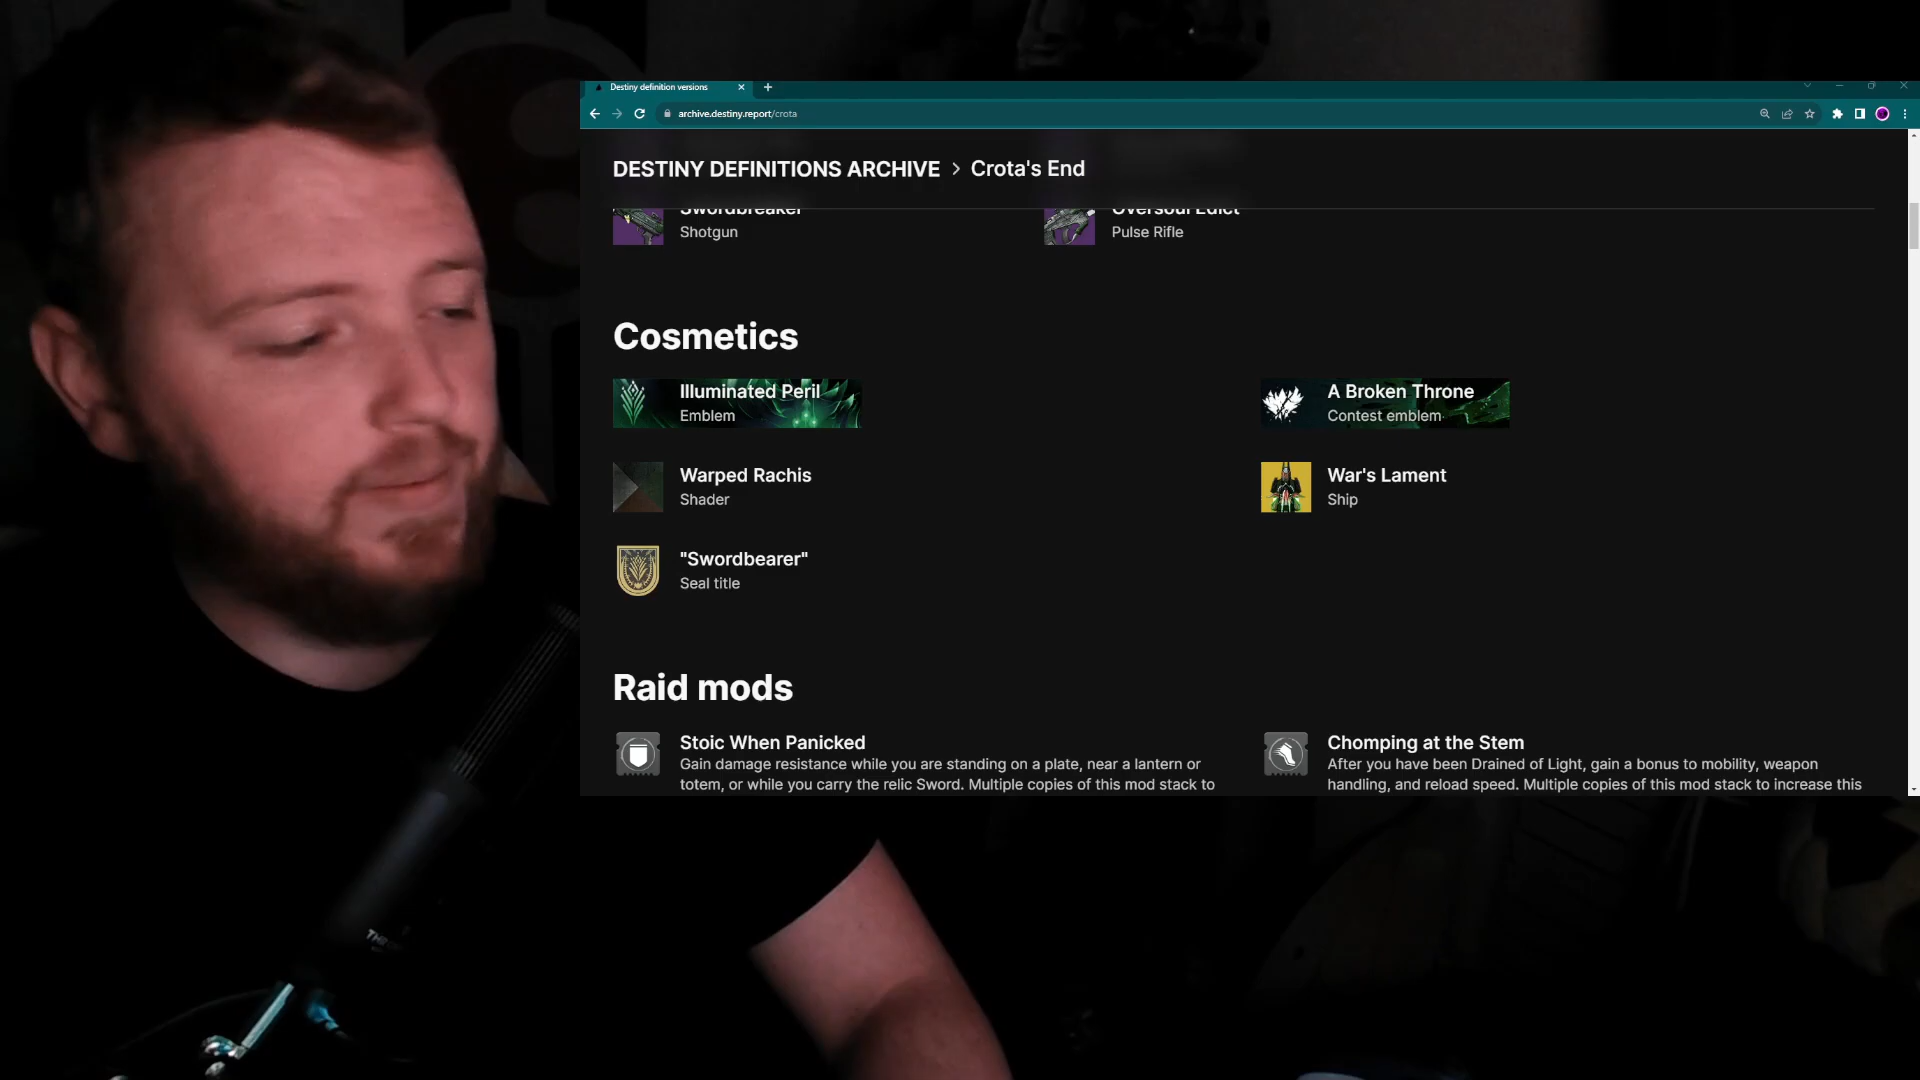 Destiny definition versions
archive.destiny.report/crota
DESTINY DEFINITIONS ARCHIVE > Crota's End
Swordbreaker
Shotgun
Oversoul Edict
Pulse Rifle
Cosmetics
Illuminated Peril
Emblem
A Broken Throne
Contest emblem
Warped Rachis
Shader
War's Lament
Ship
"Swordbearer"
Seal title
Raid mods
Stoic When Panicked
Gain damage resistance while you are standing on a plate, near a lantern or
totem, or while you carry the relic Sword. Multiple copies of this mod stack to
Chomping at the Stem
After you have been Drained of Light, gain a bonus to mobility, weapon
handling, and reload speed. Multiple copies of this mod stack to increase this